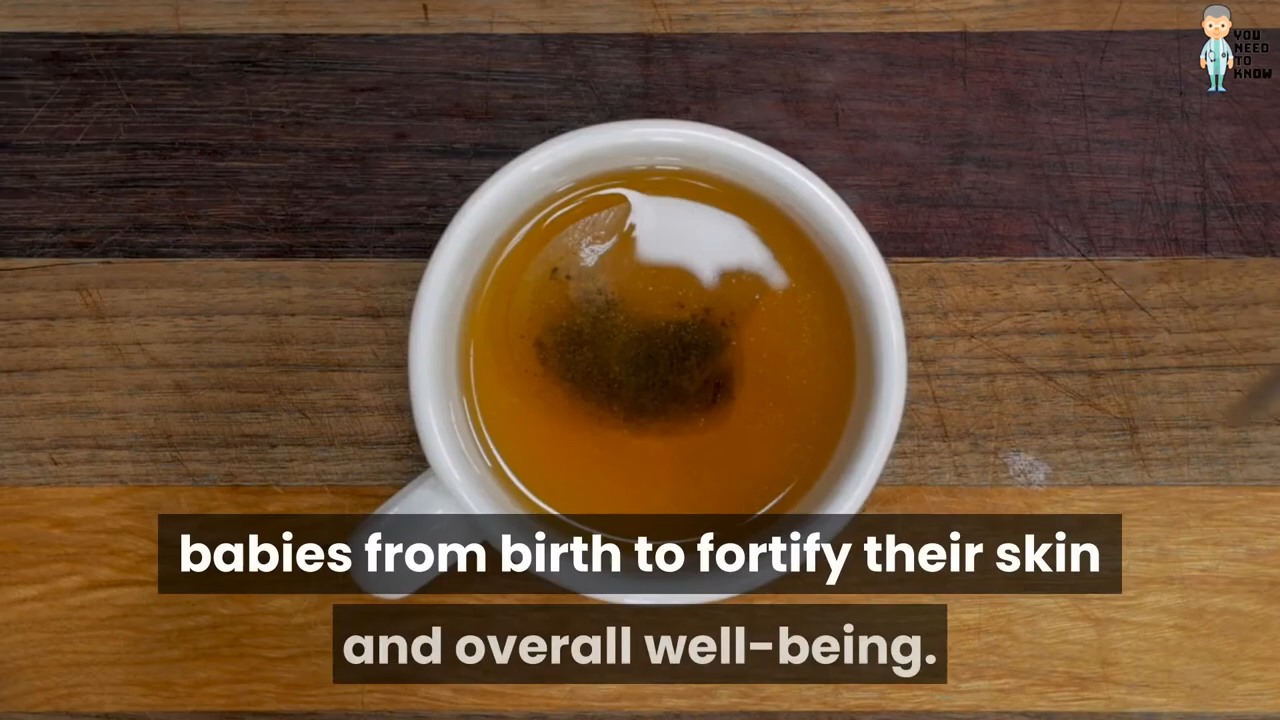 YOU
NEED
TO
KNOW
babies from birth to fortify their skin
and overall well-being.